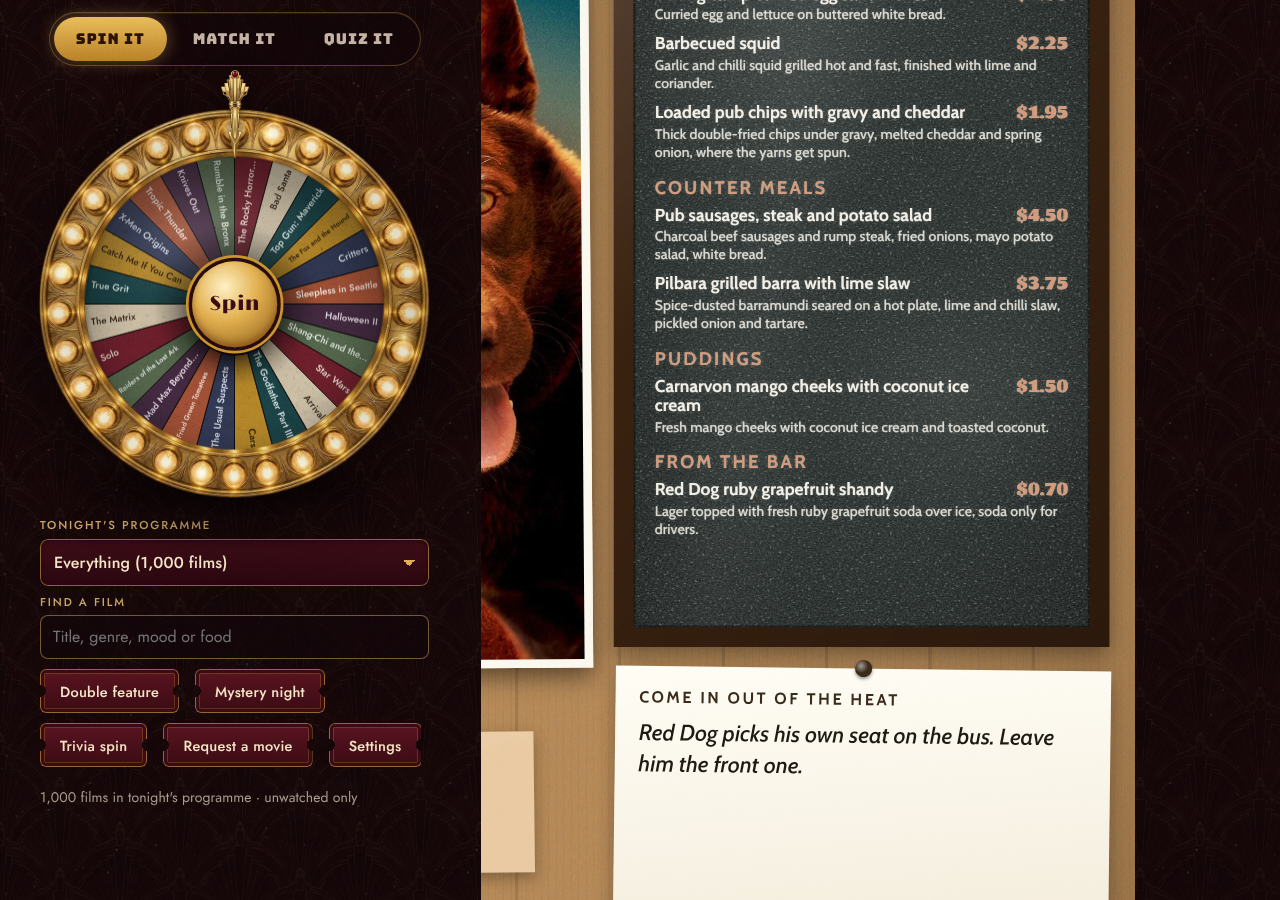 SPIN IT
MATCH IT
QUIZ IT
Rumble in the Bronx
The Rocky Horror...
Bad Santa
Top Gun: Maverick
The Fox and the Hound
Critters
Sleepless in Seattle
Halloween II
Shang-Chi and the...
Star Wars
Arrival
The Godfather Part III
Cars
The Usual Suspects
Fried Green Tomatoes
Mad Max Beyond...
Raiders of the Lost Ark
Solo
The Matrix
True Grit
Catch Me If You Can
X-Men Origins
Tropic Thunder
Knives Out
Spin
TONIGHT'S PROGRAMME
Everything (1,000 films)
FIND A FILM
Title, genre, mood or food
Double feature
Mystery night
Trivia spin
Request a movie
Settings
1,000 films in tonight's programme · unwatched only
Curried egg and lettuce on buttered white bread.
Barbecued squid $2.25
Garlic and chilli squid grilled hot and fast, finished with lime and
coriander.
Loaded pub chips with gravy and cheddar $1.95
Thick double-fried chips under gravy, melted cheddar and spring
onion, where the yarns get spun.
COUNTER MEALS
Pub sausages, steak and potato salad $4.50
Charcoal beef sausages and rump steak, fried onions, mayo potato
salad, white bread.
Pilbara grilled barra with lime slaw $3.75
Spice-dusted barramundi seared on a hot plate, lime and chilli slaw,
pickled onion and tartare.
PUDDINGS
Carnarvon mango cheeks with coconut ice $1.50
cream
Fresh mango cheeks with coconut ice cream and toasted coconut.
FROM THE BAR
Red Dog ruby grapefruit shandy $0.70
Lager topped with fresh ruby grapefruit soda over ice, soda only for
drivers.
COME IN OUT OF THE HEAT
Red Dog picks his own seat on the bus. Leave
him the front one.